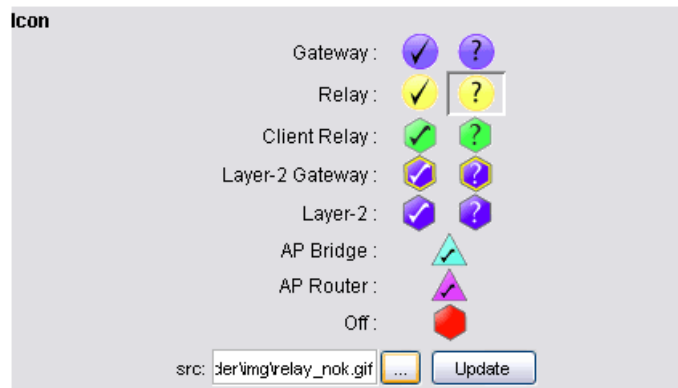 Icon
Gateway : ?
Relay : ?
Client Relay : ?
Layer-2 Gateway : ?
Layer-2 : ?
AP Bridge :
AP Router :
Off :
src: der\img\relay_nok.gif ... Update